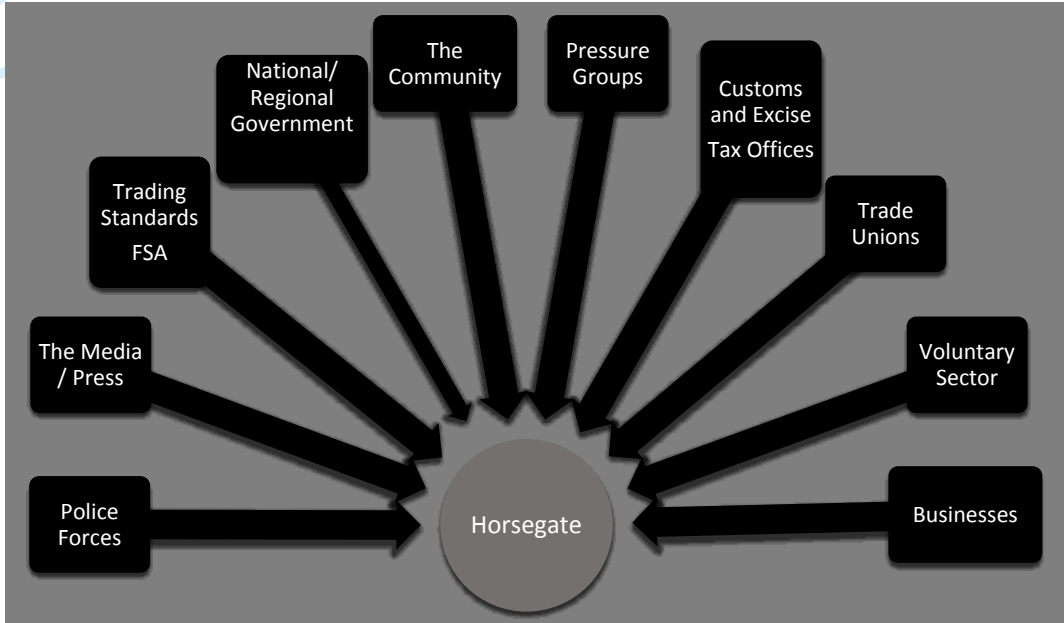 The
Community
Pressure
Groups
National/
Regional
Government
Customs
and Excise
Tax Offices
Trading
Standards
FSA
Trade
Unions
The Media
/ Press
Voluntary
Sector
Police
Forces
Horsegate
Businesses